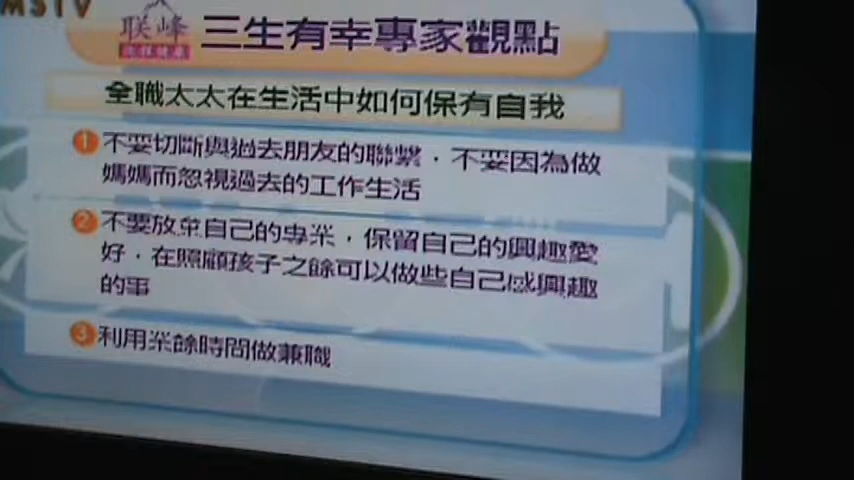 MSTV
联峰
三生有幸專家觀點
全職太太在生活中如何保有自我
1 不要切斷與過去朋友的聯繫，不要因為做
媽媽而忽視過去的工作生活
2 不要放棄自己的專業，保留自己的興趣愛
好，在照顧孩子之餘可以做些自己感興趣
的事
3 利用業餘時間做兼職